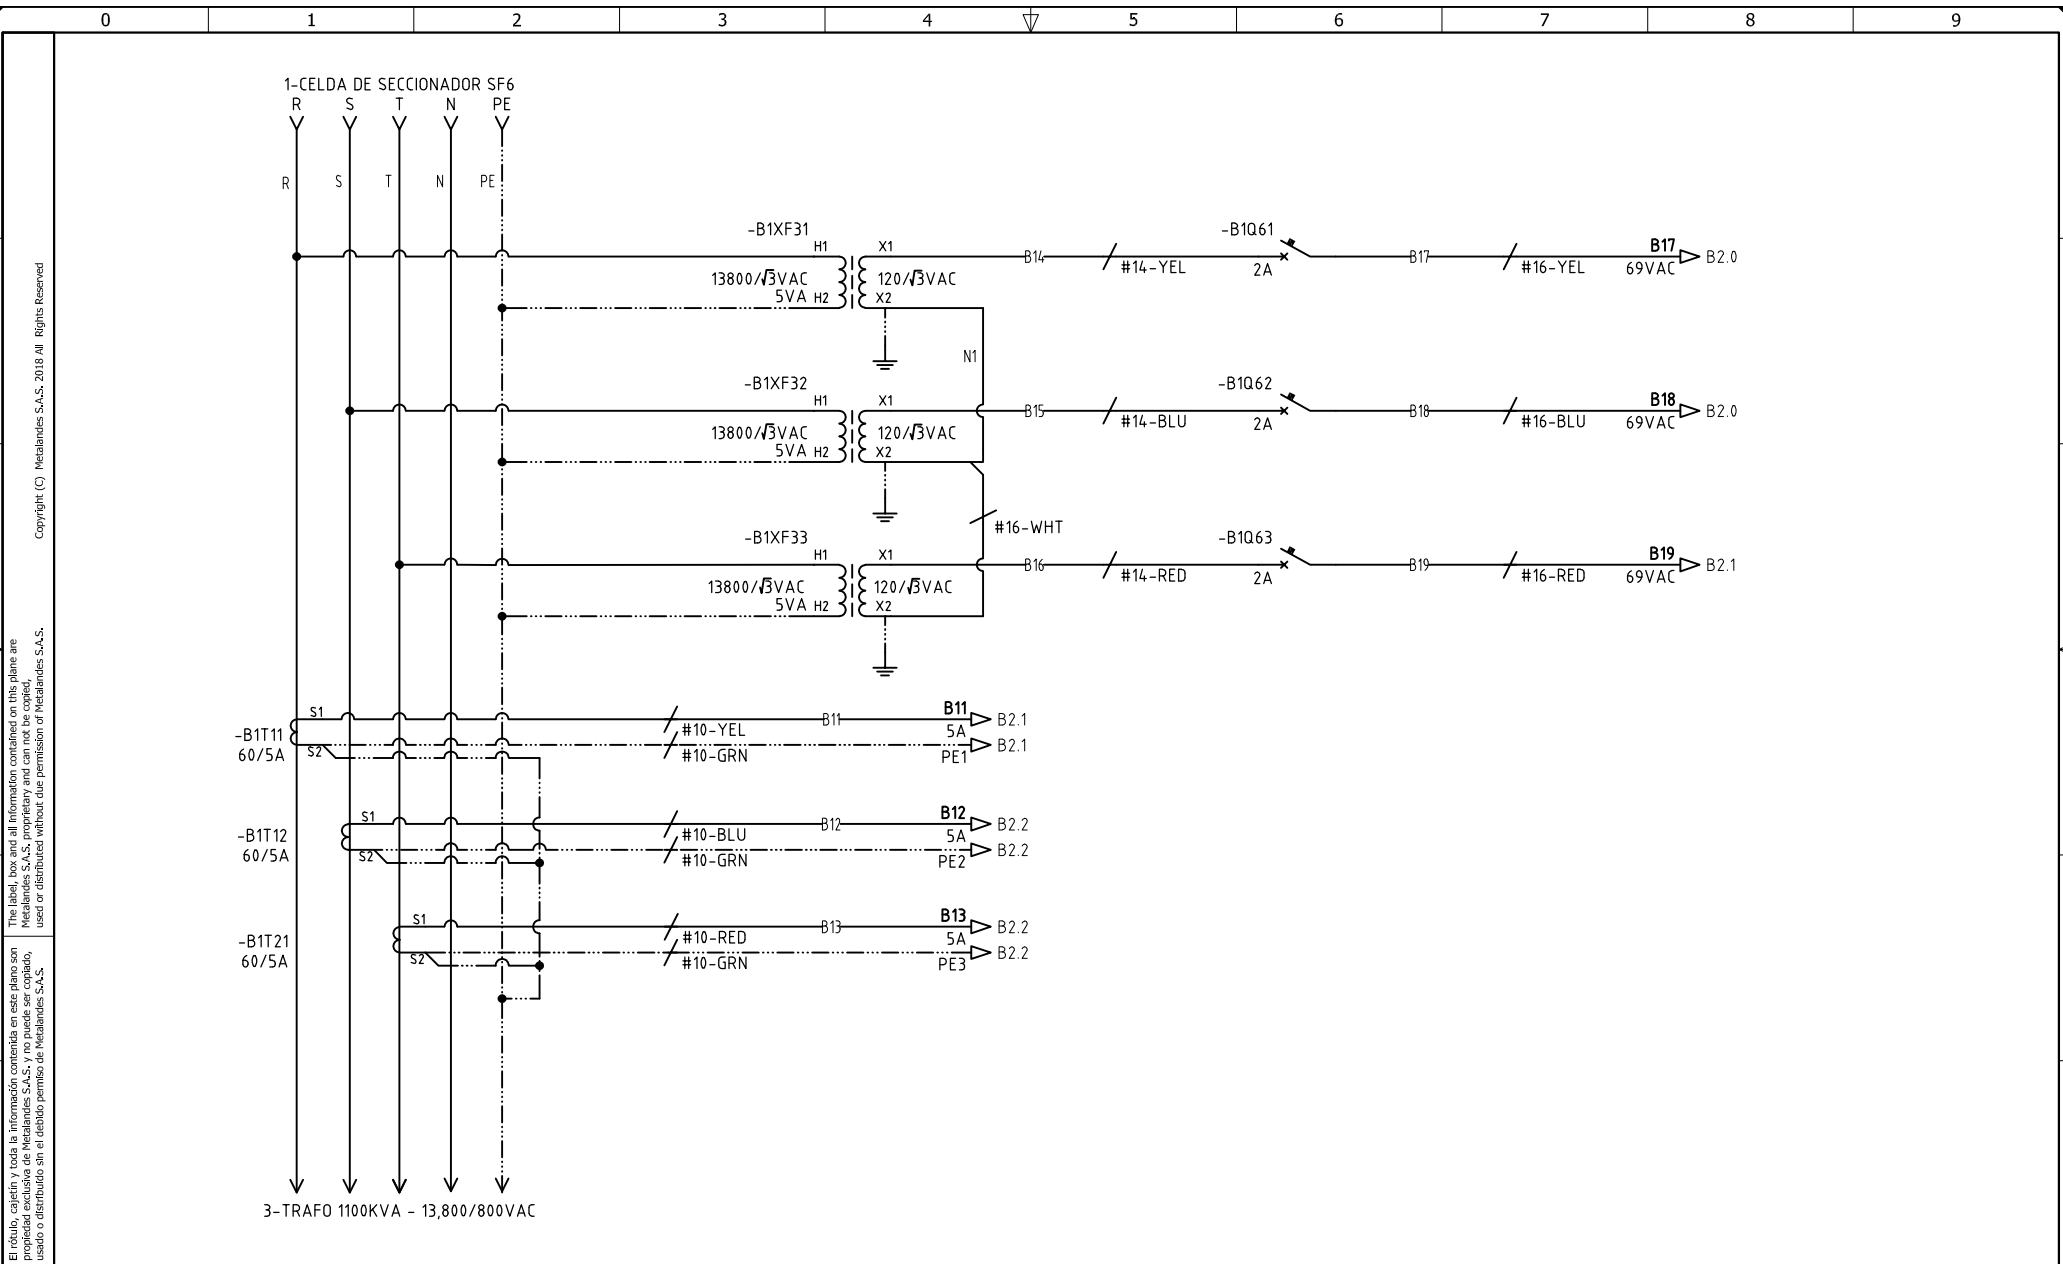 0 1 2 3 4 5 6 7 8 9
1-CELDA DE SECCIONADOR SF6
R S T N PE
R S T N PE
-B1XF31
H1 X1
13800/√3VAC 120/√3VAC
5VA H2 X2
B14
#14-YEL
-B1Q61
2A
B17
#16-YEL
B17
69VAC
B2.0
N1
-B1XF32
H1 X1
13800/√3VAC 120/√3VAC
5VA H2 X2
B15
#14-BLU
-B1Q62
2A
B18
#16-BLU
B18
69VAC
B2.0
#16-WHT
-B1XF33
H1 X1
13800/√3VAC 120/√3VAC
5VA H2 X2
B16
#14-RED
-B1Q63
2A
B19
#16-RED
B19
69VAC
B2.1
-B1T11
60/5A
S1
S2
#10-YEL
#10-GRN
B11
B11
5A
PE1
B2.1
B2.1
-B1T12
60/5A
S1
S2
#10-BLU
#10-GRN
B12
B12
5A
PE2
B2.2
B2.2
-B1T21
60/5A
S1
S2
#10-RED
#10-GRN
B13
B13
5A
PE3
B2.2
B2.2
3-TRAFO 1100KVA - 13,800/800VAC
The label, box and all information contained on this plane are
Metalandes S.A.S. proprietary and can not be copied,
used or distributed without due permission of Metalandes S.A.S.
Copyright (C) Metalandes S.A.S. 2018 All Rights Reserved
El rótulo, cajetín y toda la información contenida en este plano son
propiedad exclusiva de Metalandes S.A.S. y no puede ser copiado,
usado o distribuido sin el debido permiso de Metalandes S.A.S.